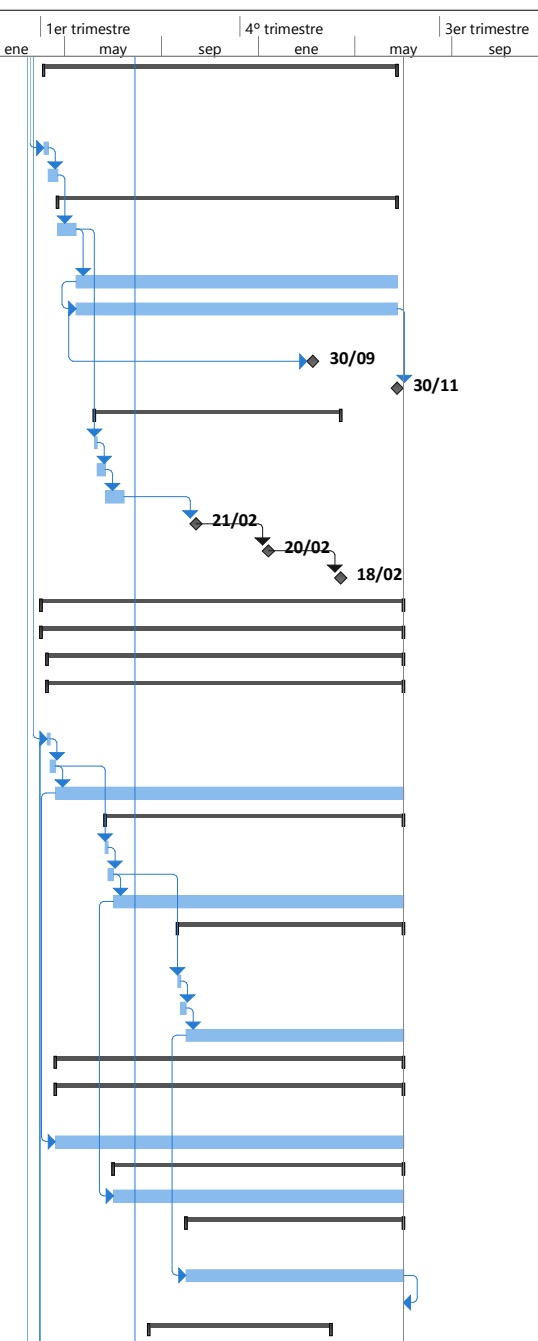 1er trimestre 4º trimestre 3er trimestre
ene may sep ene may sep
30/09
30/11
21/02
20/02
18/02